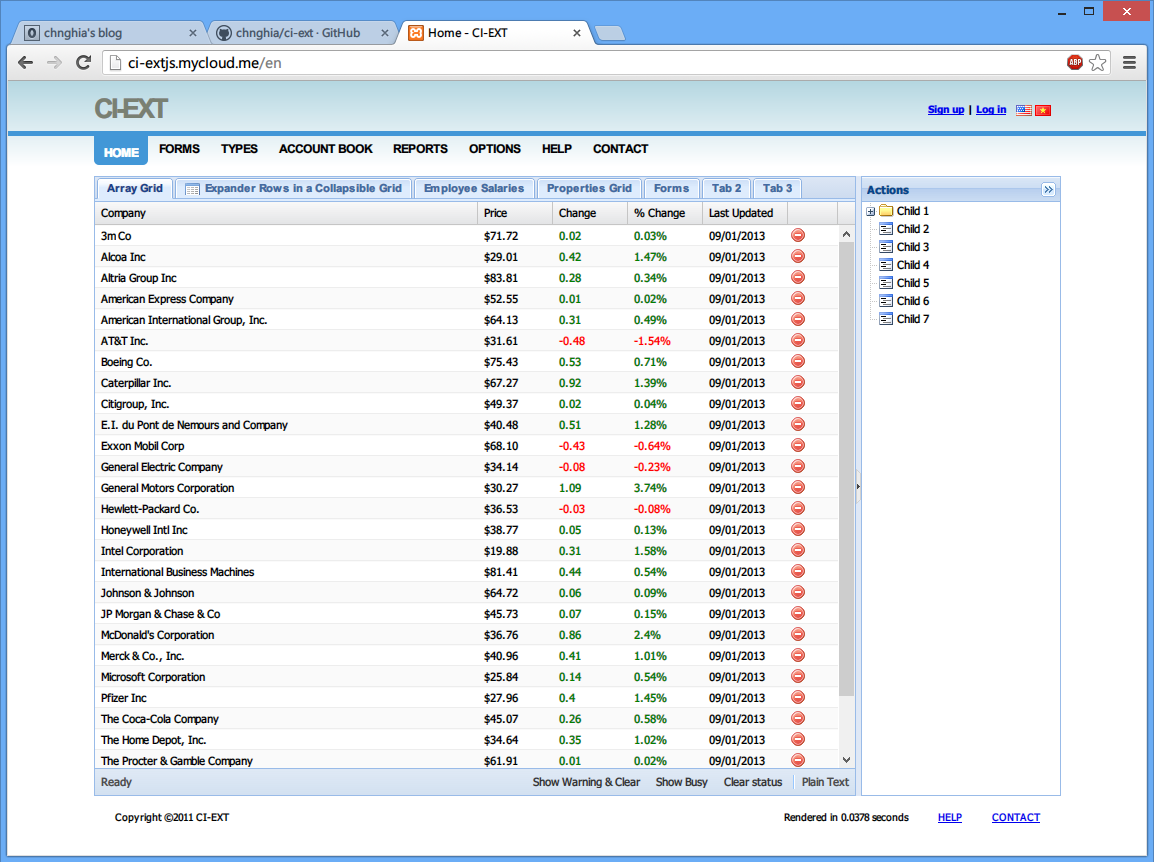 chnghia's blog
chnghia/ci-ext · GitHub
Home - CI-EXT
ci-extjs.mycloud.me/en
ABP
CI-EXT
Sign up | Log in
HOME FORMS TYPES ACCOUNT BOOK REPORTS OPTIONS HELP CONTACT
Array Grid Expander Rows in a Collapsible Grid Employee Salaries Properties Grid Forms Tab 2 Tab 3
Company Price Change % Change Last Updated
3m Co $71.72 0.02 0.03% 09/01/2013
Alcoa Inc $29.01 0.42 1.47% 09/01/2013
Altria Group Inc $83.81 0.28 0.34% 09/01/2013
American Express Company $52.55 0.01 0.02% 09/01/2013
American International Group, Inc. $64.13 0.31 0.49% 09/01/2013
AT&T Inc. $31.61 -0.48 -1.54% 09/01/2013
Boeing Co. $75.43 0.53 0.71% 09/01/2013
Caterpillar Inc. $67.27 0.92 1.39% 09/01/2013
Citigroup, Inc. $49.37 0.02 0.04% 09/01/2013
E.I. du Pont de Nemours and Company $40.48 0.51 1.28% 09/01/2013
Exxon Mobil Corp $68.10 -0.43 -0.64% 09/01/2013
General Electric Company $34.14 -0.08 -0.23% 09/01/2013
General Motors Corporation $30.27 1.09 3.74% 09/01/2013
Hewlett-Packard Co. $36.53 -0.03 -0.08% 09/01/2013
Honeywell Intl Inc $38.77 0.05 0.13% 09/01/2013
Intel Corporation $19.88 0.31 1.58% 09/01/2013
International Business Machines $81.41 0.44 0.54% 09/01/2013
Johnson & Johnson $64.72 0.06 0.09% 09/01/2013
JP Morgan & Chase & Co $45.73 0.07 0.15% 09/01/2013
McDonald's Corporation $36.76 0.86 2.4% 09/01/2013
Merck & Co., Inc. $40.96 0.41 1.01% 09/01/2013
Microsoft Corporation $25.84 0.14 0.54% 09/01/2013
Pfizer Inc $27.96 0.4 1.45% 09/01/2013
The Coca-Cola Company $45.07 0.26 0.58% 09/01/2013
The Home Depot, Inc. $34.64 0.35 1.02% 09/01/2013
The Procter & Gamble Company $61.91 0.01 0.02% 09/01/2013
Ready Show Warning & Clear Show Busy Clear status Plain Text
Actions
Child 1
Child 2
Child 3
Child 4
Child 5
Child 6
Child 7
Copyright ©2011 CI-EXT Rendered in 0.0378 seconds HELP CONTACT